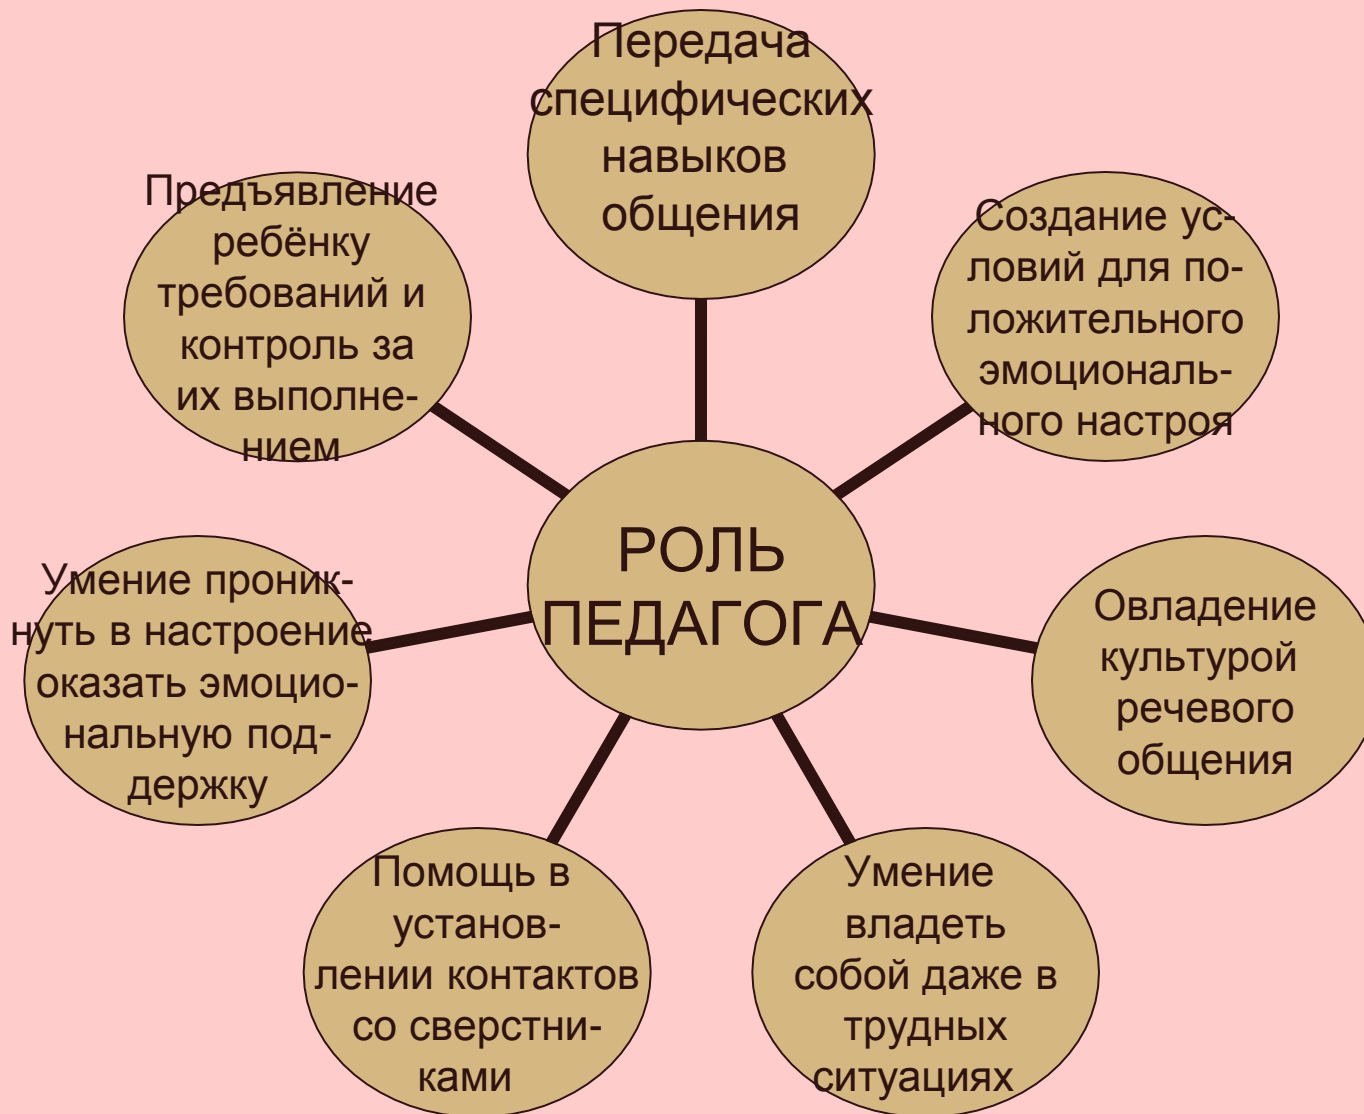 Передача
специфических
навыков
общения
Предъявление
ребёнку
требований и
контроль за
их выполне-
нием
Создание ус-
ловий для по-
ложительного
эмоциональ-
ного настроя
РОЛЬ
ПЕДАГОГА
Умение проник-
нуть в настроение
оказать эмоцио-
нальную под-
держку
Овладение
культурой
речевого
общения
Помощь в
установ-
лении контактов
со сверстни-
ками
Умение
владеть
собой даже в
трудных
ситуациях